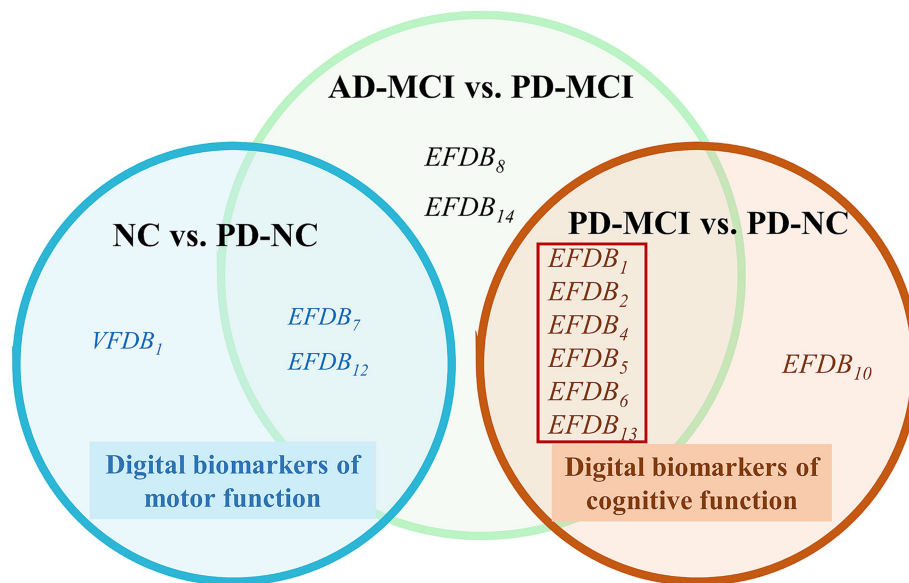 AD-MCI vs. PD-MCI
EFDB₈
EFDB₁₄
NC vs. PD-NC
VFDB₁
EFDB₇
EFDB₁₂
Digital biomarkers of
motor function
PD-MCI vs. PD-NC
EFDB₁
EFDB₂
EFDB₄
EFDB₅
EFDB₆
EFDB₁₃
EFDB₁₀
Digital biomarkers of
cognitive function